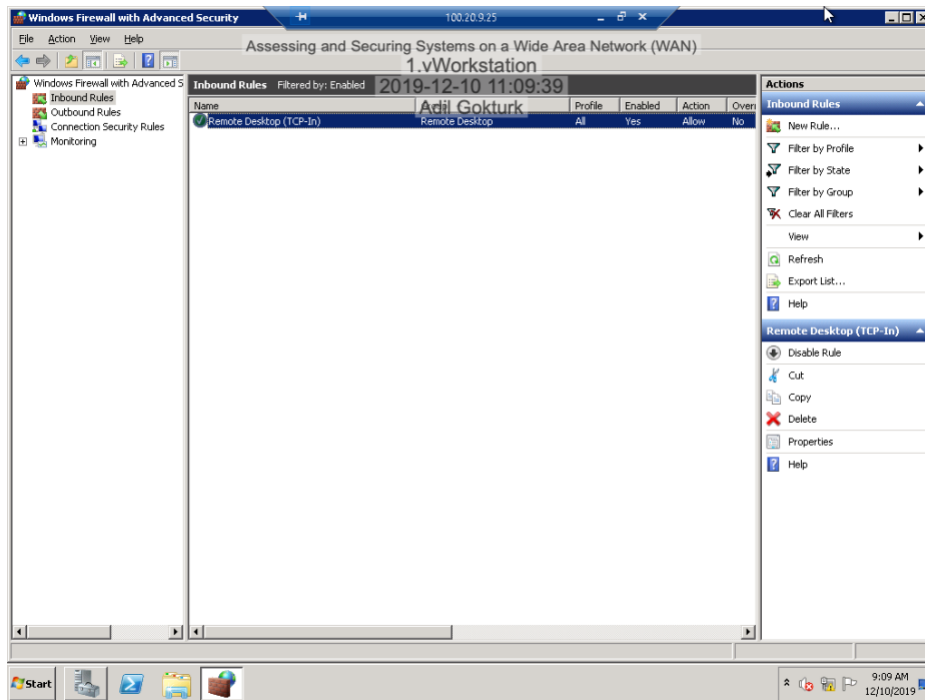 Windows Firewall with Advanced Security
100.20.9.25
File Action View Help
Assessing and Securing Systems on a Wide Area Network (WAN)
1.vWorkstation
2019-12-10 11:09:39
Adil Gokturk
Windows Firewall with Advanced S
Inbound Rules
Outbound Rules
Connection Security Rules
Monitoring
Inbound Rules Filtered by: Enabled
Name Profile Enabled Action Overr
Remote Desktop (TCP-In) Remote Desktop All Yes Allow No
Actions
Inbound Rules
New Rule...
Filter by Profile
Filter by State
Filter by Group
Clear All Filters
View
Refresh
Export List...
Help
Remote Desktop (TCP-In)
Disable Rule
Cut
Copy
Delete
Properties
Help
Start
9:09 AM
12/10/2019